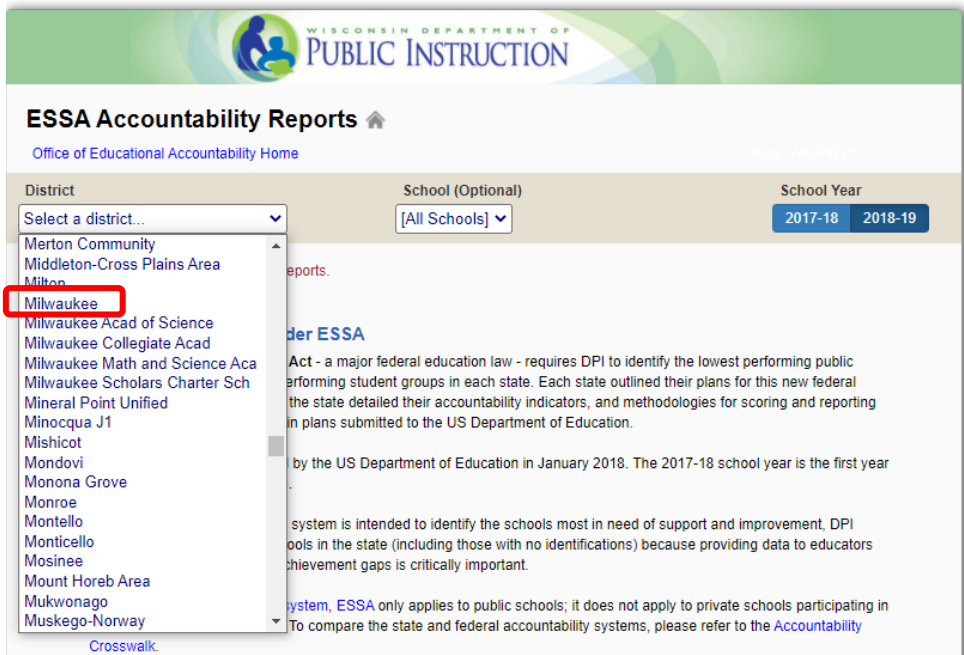 WISCONSIN DEPARTMENT OF
PUBLIC INSTRUCTION
ESSA Accountability Reports
Office of Educational Accountability Home
District
School (Optional)
School Year
Select a district...
[All Schools]
2017-18 2018-19
Merton Community
Middleton-Cross Plains Area
Milton
Milwaukee
Milwaukee Acad of Science
Milwaukee Collegiate Acad
Milwaukee Math and Science Aca
Milwaukee Scholars Charter Sch
Mineral Point Unified
Minocqua J1
Mishicot
Mondovi
Monona Grove
Monroe
Montello
Monticello
Mosinee
Mount Horeb Area
Mukwonago
Muskego-Norway
eports.
der ESSA
Act - a major federal education law - requires DPI to identify the lowest performing public
erforming student groups in each state. Each state outlined their plans for this new federal
the state detailed their accountability indicators, and methodologies for scoring and reporting
in plans submitted to the US Department of Education.
by the US Department of Education in January 2018. The 2017-18 school year is the first year
.
system is intended to identify the schools most in need of support and improvement, DPI
ools in the state (including those with no identifications) because providing data to educators
chievement gaps is critically important.
system, ESSA only applies to public schools; it does not apply to private schools participating in
To compare the state and federal accountability systems, please refer to the Accountability
Crosswalk.